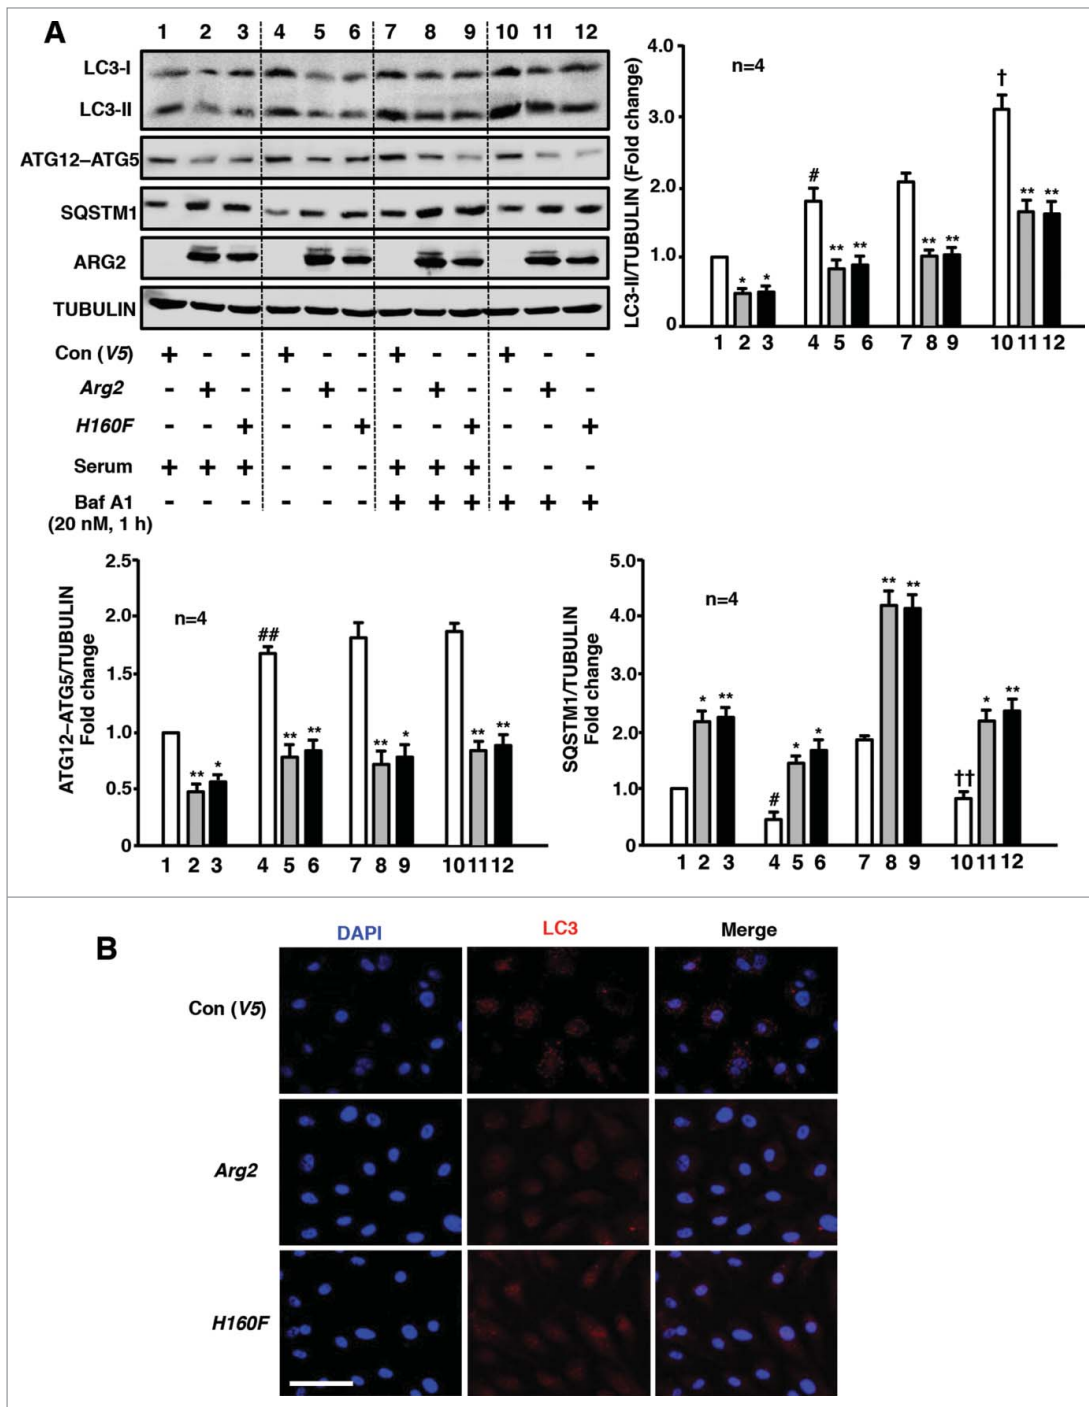 A
1 2 3 4 5 6 7 8 9 10 11 12
LC3-I
LC3-II
ATG12–ATG5
SQSTM1
ARG2
TUBULIN
Con (V5) + - - + - - + - - + - -
Arg2 - + - - + - - + - - + -
H160F - - + - - + - - + - - +
Serum + + + - - - + + + - - -
Baf A1 - - - - - - + + + + + +
(20 nM, 1 h)
LC3-II/TUBULIN (Fold change)
4.0
3.0
2.0
1.0
0
n=4
* * # ** ** ** ** † ** **
1 2 3 4 5 6 7 8 9 10 11 12
ATG12–ATG5/TUBULIN
Fold change
2.5
2.0
1.5
1.0
0.5
0
n=4
** * ## ** ** ** * ** **
1 2 3 4 5 6 7 8 9 10 11 12
SQSTM1/TUBULIN
Fold change
5.0
4.0
3.0
2.0
1.0
0
n=4
* ** # * * ** ** †† * **
1 2 3 4 5 6 7 8 9 10 11 12
B
DAPI LC3 Merge
Con (V5)
Arg2
H160F